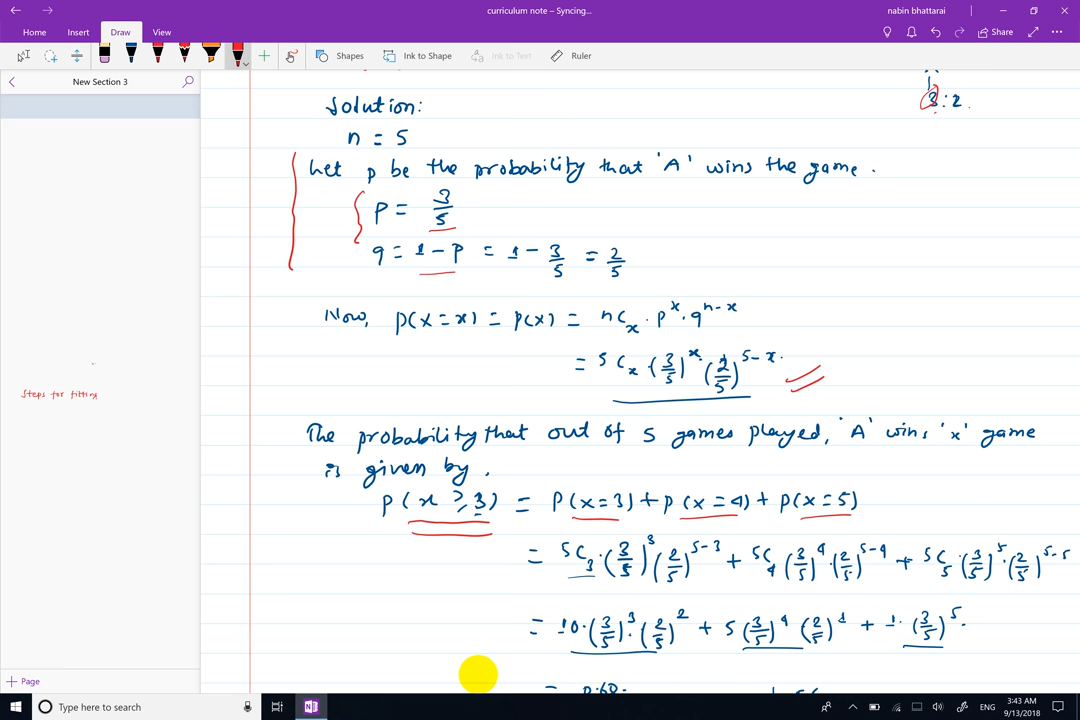 curriculum note – Syncing...
nabin bhattarai
Home Insert Draw View
Share
Shapes Ink to Shape Ink to Text Ruler
New Section 3
Steps for fitting
3:2.
Solution:
n = 5
Let p be the probability that 'A' wins the game.
p = 3/5
q = 1 - p = 1 - 3/5 = 2/5
Now, P(X = x) = p(x) = nCx · p^x · q^(n-x)
= 5Cx · (3/5)^x · (2/5)^(5-x).
The probability that out of 5 games played, 'A' wins 'x' game
is given by.
P(x ≥ 3) = P(x=3) + P(x=4) + P(x=5)
= 5C3 · (3/5)^3 (2/5)^(5-3) + 5C4 (3/5)^4 · (2/5)^(5-4) + 5C5 · (3/5)^5 · (2/5)^(5-5)
= 10 · (3/5)^3 · (2/5)^2 + 5 (3/5)^4 (2/5)^1 + 1 · (3/5)^5.
+ Page
Type here to search
ENG
3:43 AM
9/13/2018